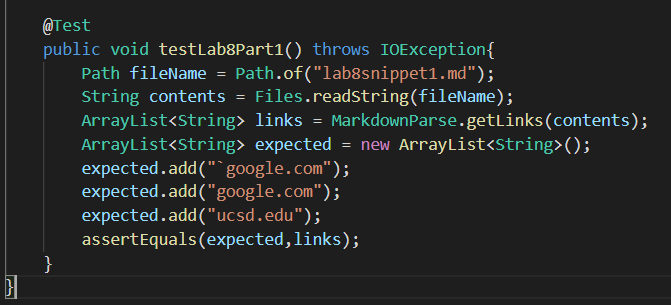 @Test
public void testLab8Part1() throws IOException{
Path fileName = Path.of("lab8snippet1.md");
String contents = Files.readString(fileName);
ArrayList<String> links = MarkdownParse.getLinks(contents);
ArrayList<String> expected = new ArrayList<String>();
expected.add("`google.com");
expected.add("google.com");
expected.add("ucsd.edu");
assertEquals(expected,links);
}
}